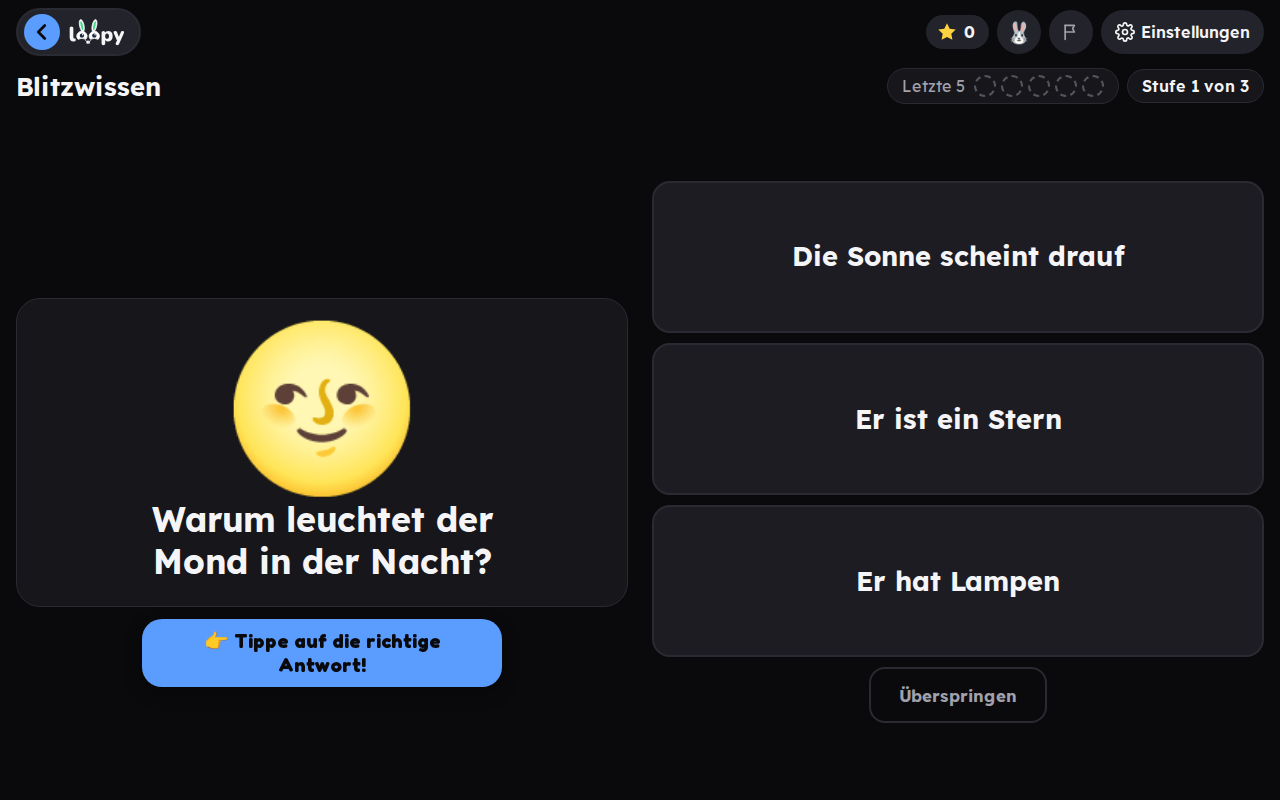 loopy
0
Einstellungen
Blitzwissen
Letzte 5
Stufe 1 von 3
Warum leuchtet der
Mond in der Nacht?
👉 Tippe auf die richtige
Antwort!
Die Sonne scheint drauf
Er ist ein Stern
Er hat Lampen
Überspringen